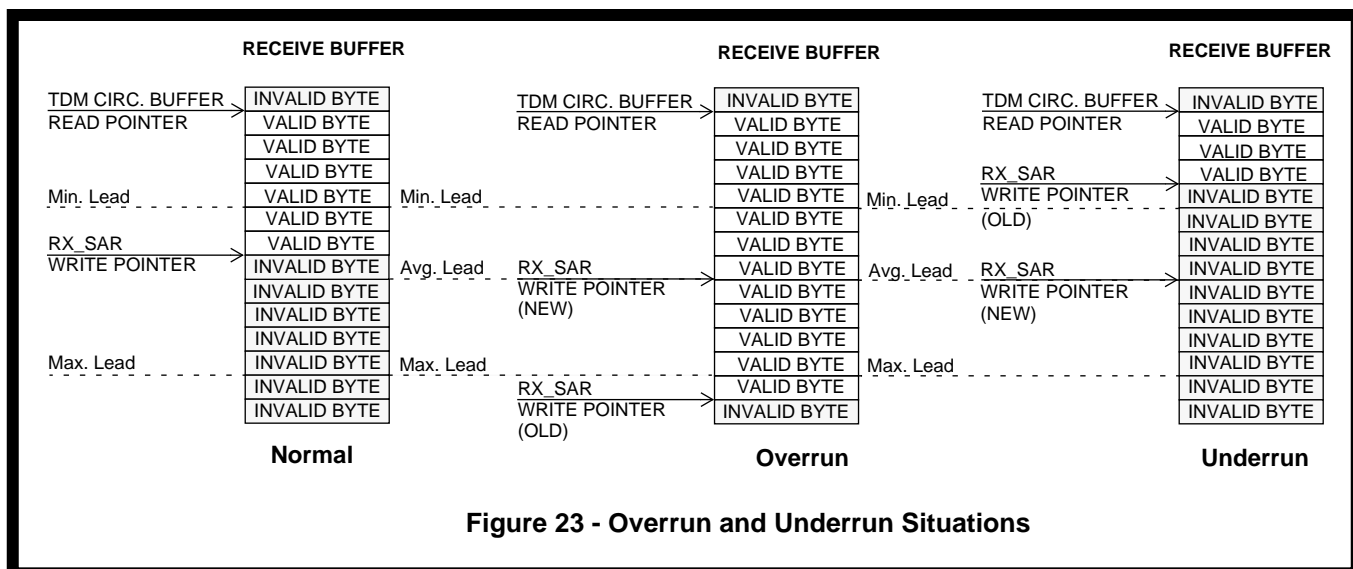 RECEIVE BUFFER
TDM CIRC. BUFFER
READ POINTER
INVALID BYTE
VALID BYTE
VALID BYTE
VALID BYTE
VALID BYTE
VALID BYTE
VALID BYTE
INVALID BYTE
INVALID BYTE
INVALID BYTE
INVALID BYTE
INVALID BYTE
INVALID BYTE
INVALID BYTE
Min. Lead
RX_SAR
WRITE POINTER
Max. Lead
Normal
RECEIVE BUFFER
TDM CIRC. BUFFER
READ POINTER
INVALID BYTE
VALID BYTE
VALID BYTE
VALID BYTE
VALID BYTE
VALID BYTE
VALID BYTE
VALID BYTE
VALID BYTE
VALID BYTE
VALID BYTE
VALID BYTE
VALID BYTE
INVALID BYTE
Min. Lead
Avg. Lead
RX_SAR
WRITE POINTER
(NEW)
Max. Lead
RX_SAR
WRITE POINTER
(OLD)
Overrun
RECEIVE BUFFER
TDM CIRC. BUFFER
READ POINTER
INVALID BYTE
VALID BYTE
VALID BYTE
VALID BYTE
INVALID BYTE
INVALID BYTE
INVALID BYTE
INVALID BYTE
INVALID BYTE
INVALID BYTE
INVALID BYTE
INVALID BYTE
INVALID BYTE
INVALID BYTE
RX_SAR
WRITE POINTER
(OLD)
Min. Lead
Avg. Lead
RX_SAR
WRITE POINTER
(NEW)
Max. Lead
Underrun
Figure 23 - Overrun and Underrun Situations